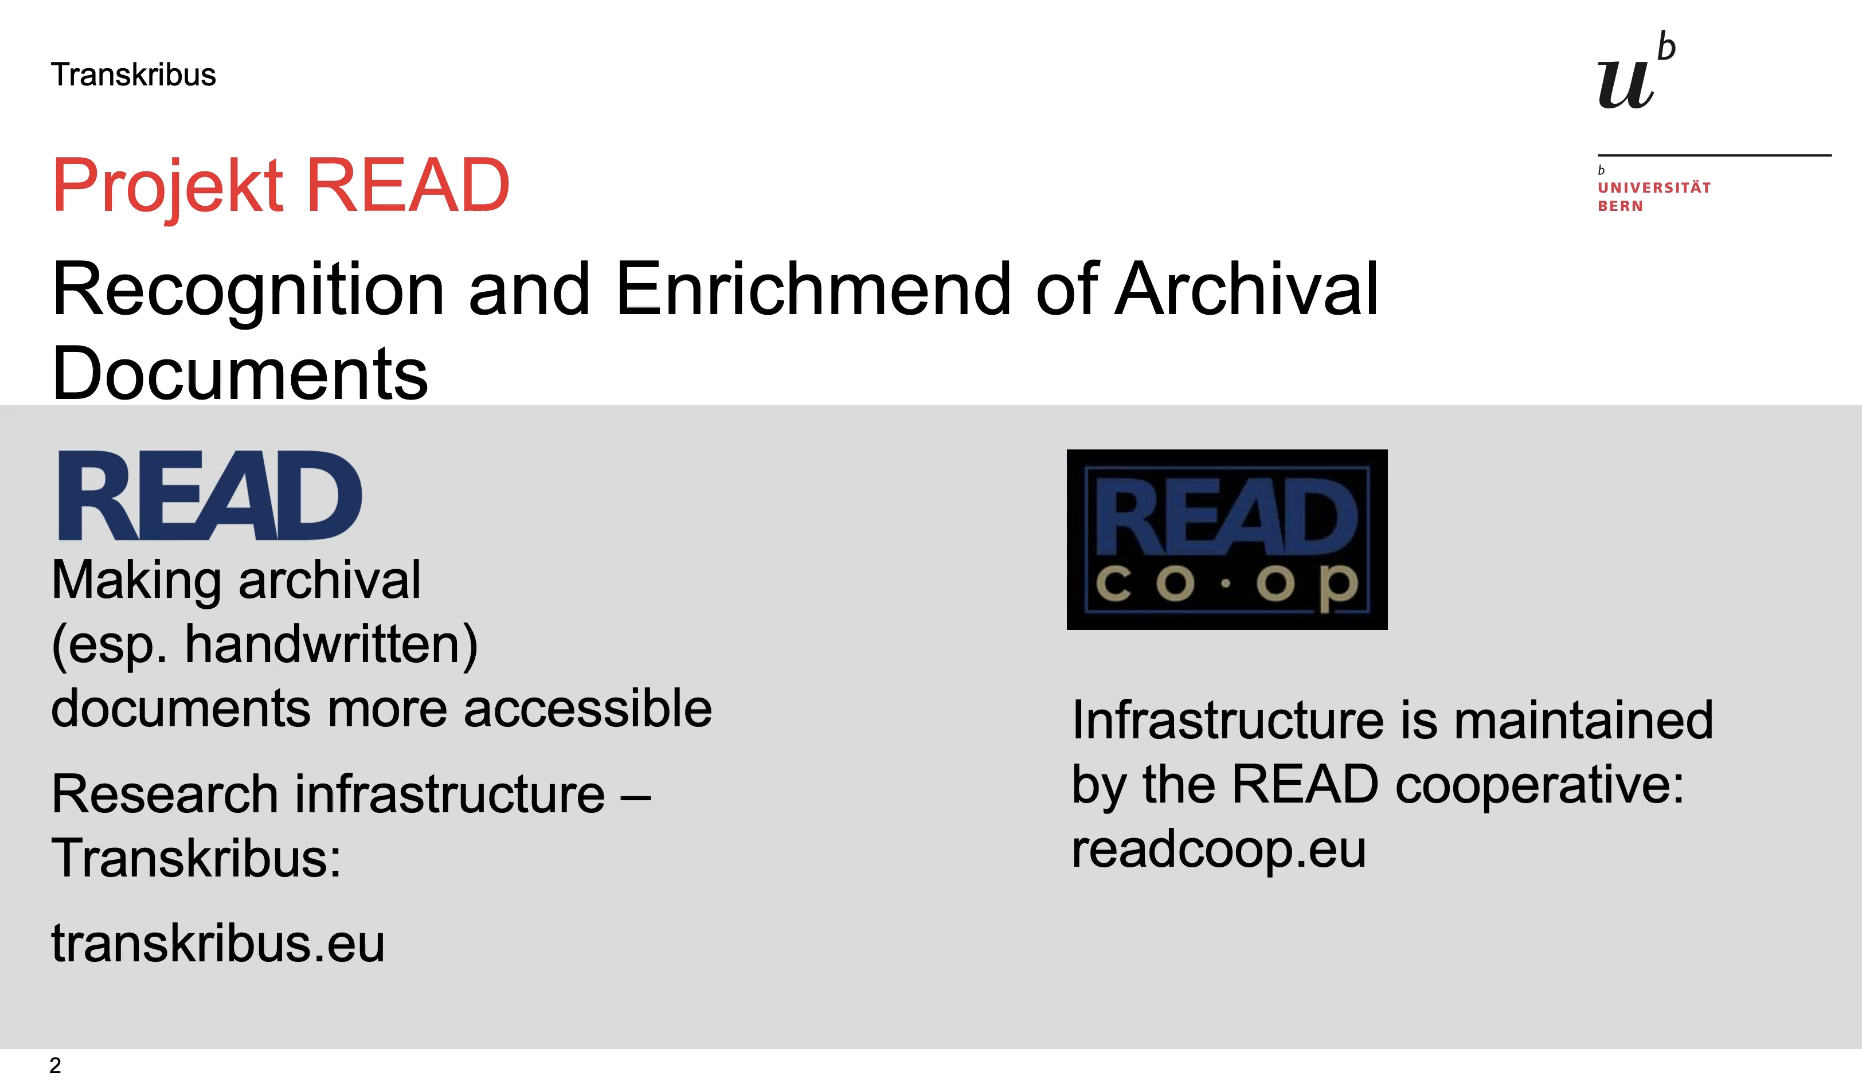 Transkribus
u b
b
UNIVERSITÄT
BERN
Projekt READ
Recognition and Enrichmend of Archival
Documents
READ
Making archival
(esp. handwritten)
documents more accessible
Research infrastructure –
Transkribus:
transkribus.eu
READ
co·op
Infrastructure is maintained
by the READ cooperative:
readcoop.eu
2